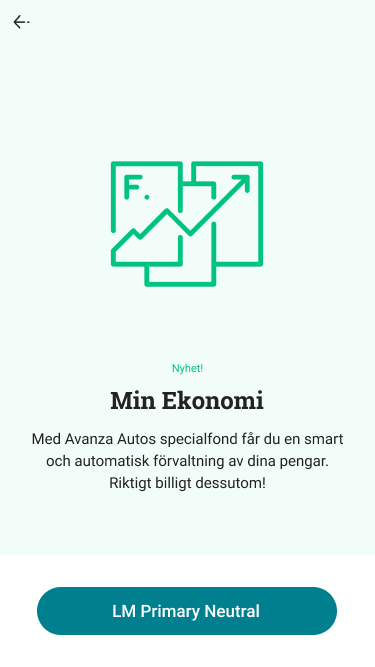 F.
Nyhet!
Min Ekonomi
Med Avanza Autos specialfond får du en smart
och automatisk förvaltning av dina pengar.
Riktigt billigt dessutom!
LM Primary Neutral